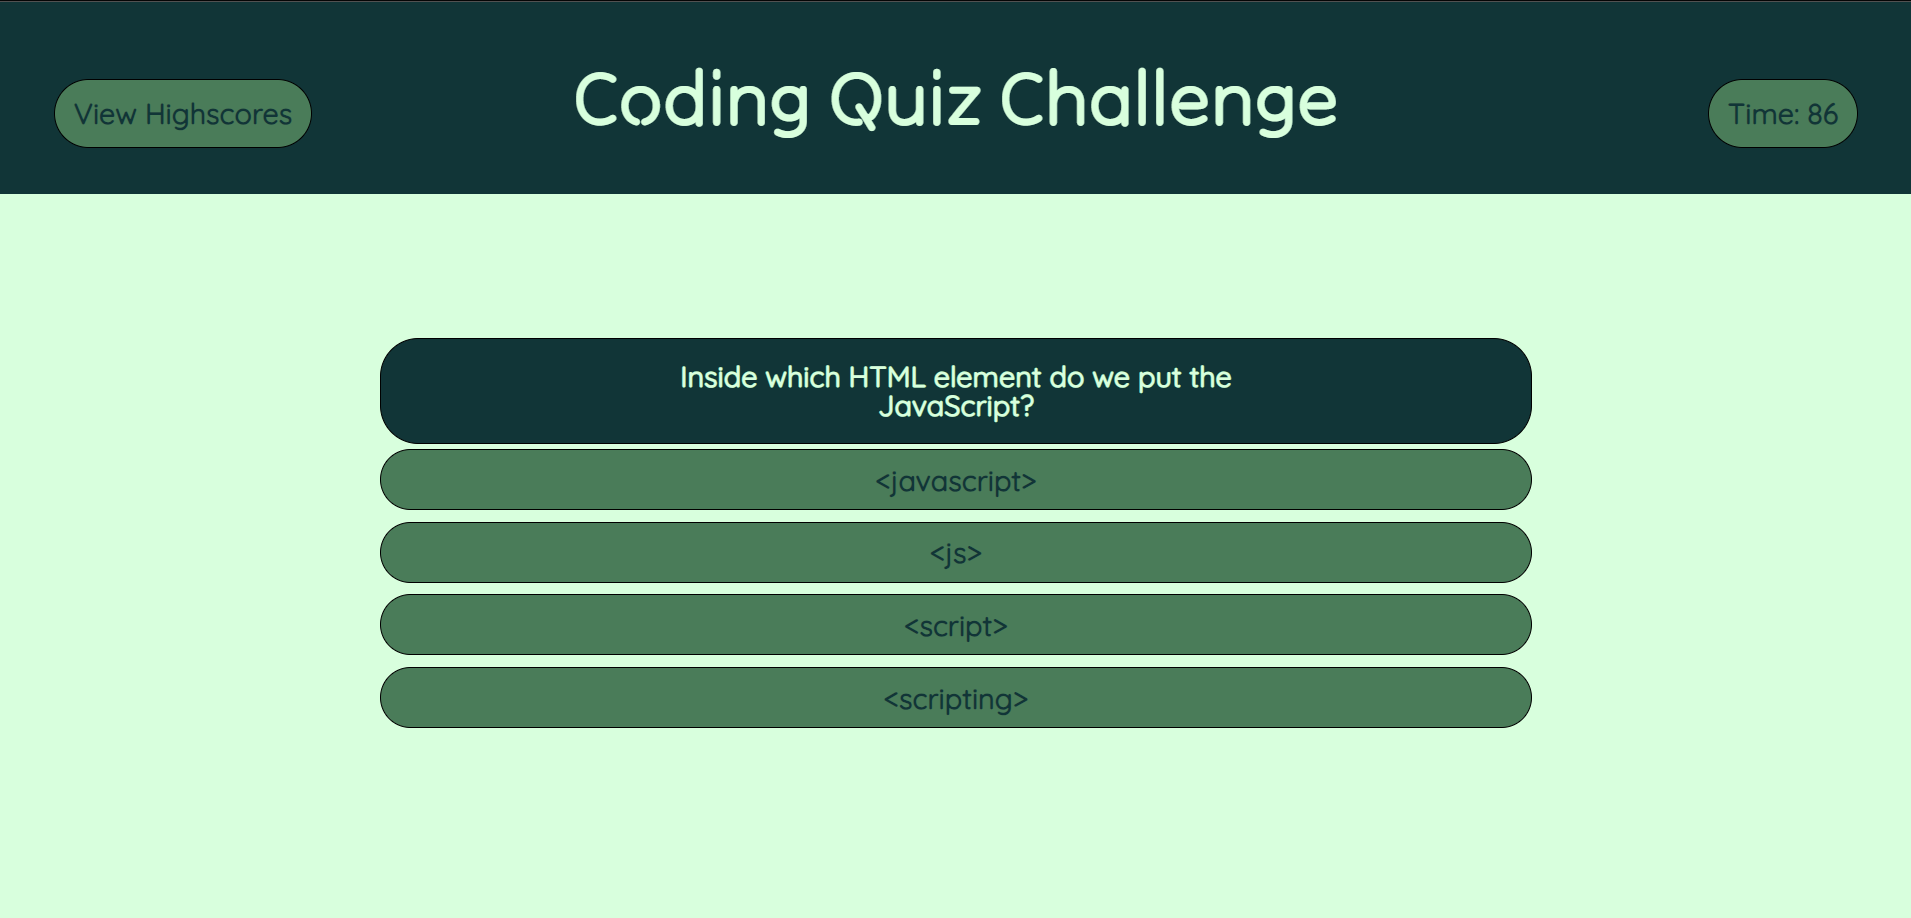 View Highscores
Coding Quiz Challenge
Time: 86
Inside which HTML element do we put the
JavaScript?
<javascript>
<js>
<script>
<scripting>